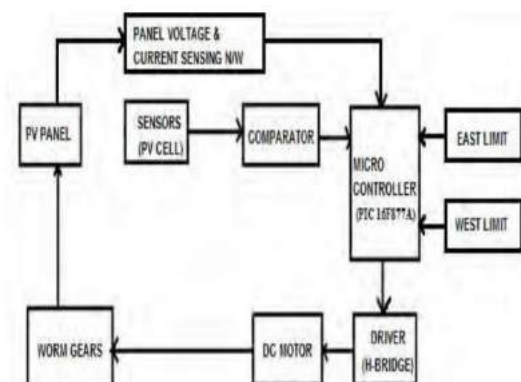 PANEL VOLTAGE &
CURRENT SENSING N/W
PV PANEL
SENSORS
(PV CELL)
COMPARATOR
MICRO
CONTROLLER
(PIC 16F877A)
EAST LIMIT
WEST LIMIT
WORM GEARS
DC MOTOR
DRIVER
(H-BRIDGE)